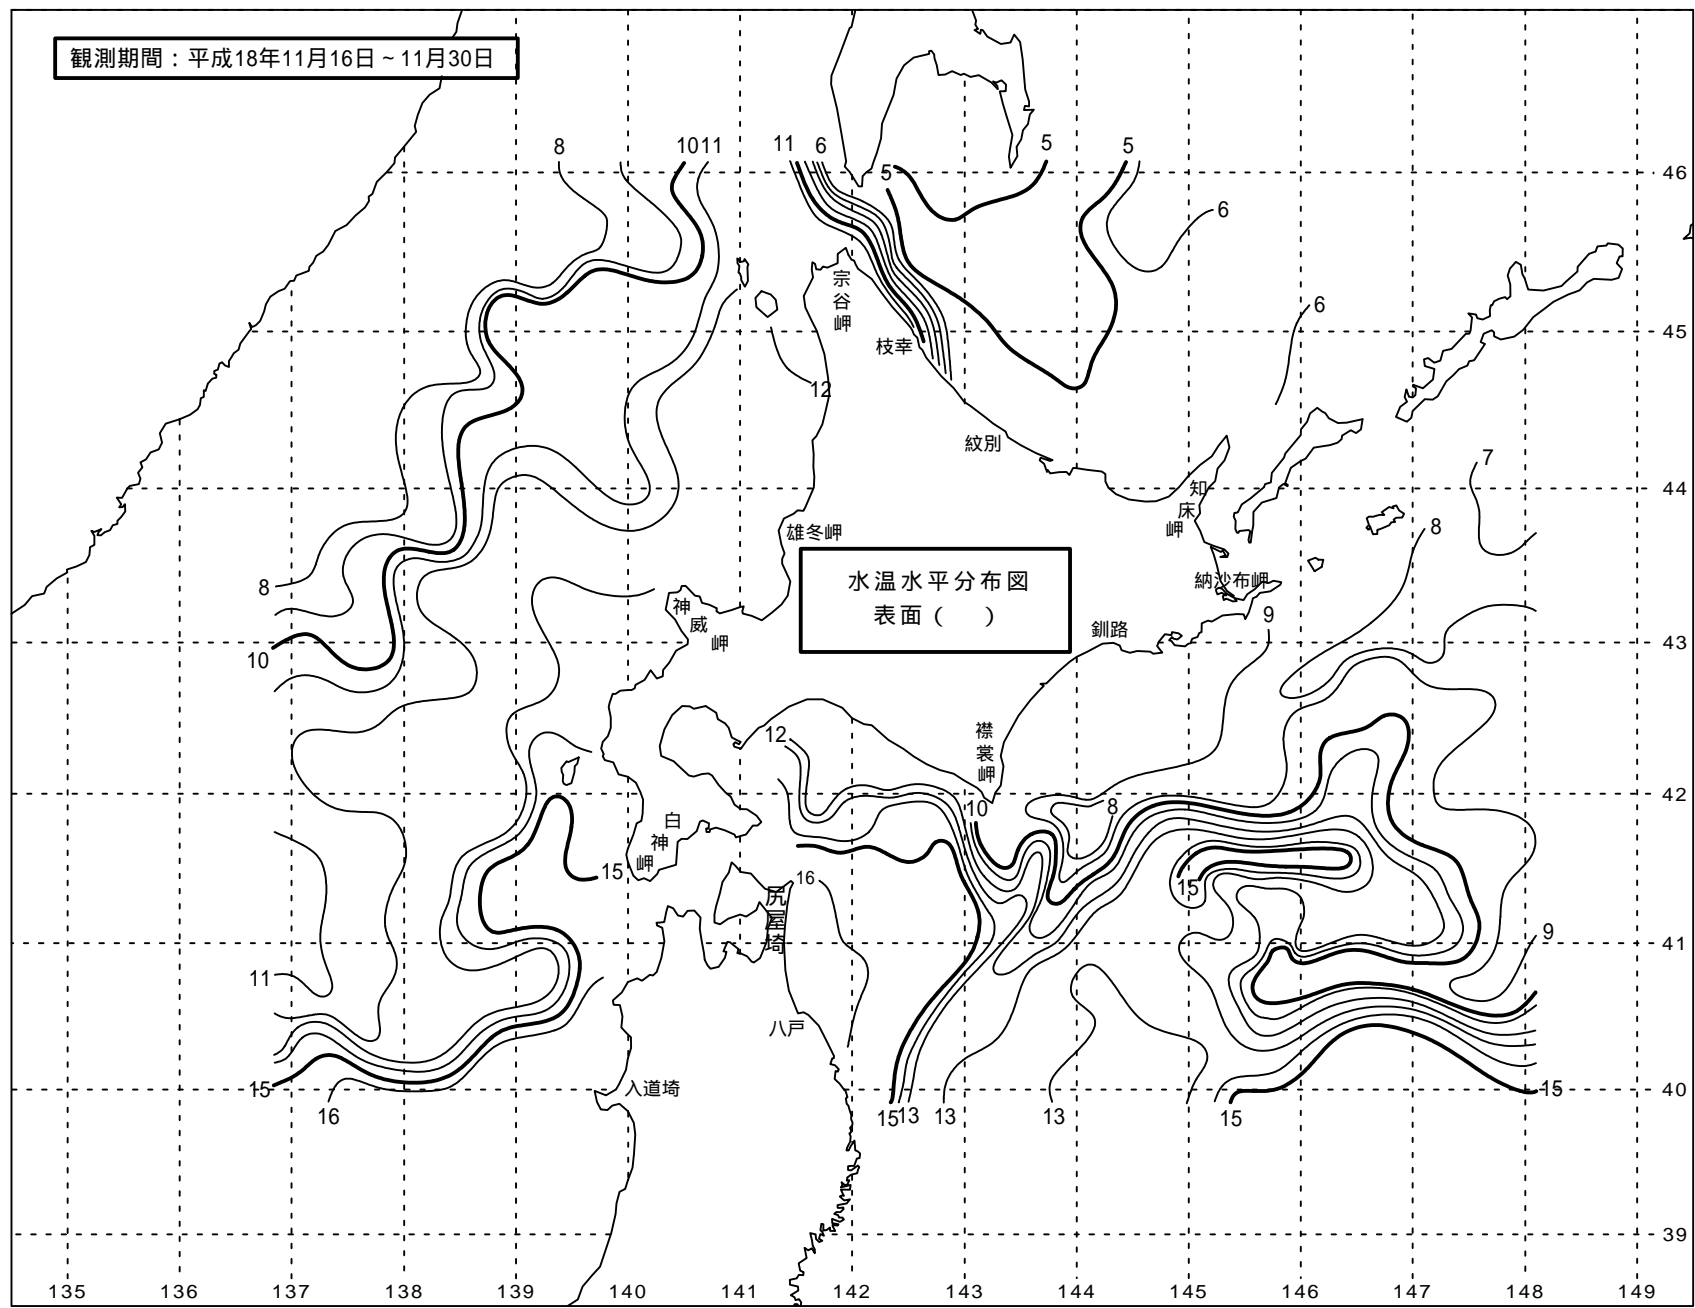 観測期間：平成18年11月16日～11月30日
8
10 11
11
6
5
5
5
46
6
宗谷岬
6
45
枝幸
12
紋別
7
44
知床岬
雄冬岬
8
水温水平分布図
表面（　）
納沙布岬
8
神威岬
9
釧路
43
10
襟裳岬
12
42
10
8
白神岬
15
16
15
尻屋埼
9
41
11
八戸
15
入道埼
15
40
16
15 13
13
13
15
39
135 136 137 138 139 140 141 142 143 144 145 146 147 148 149